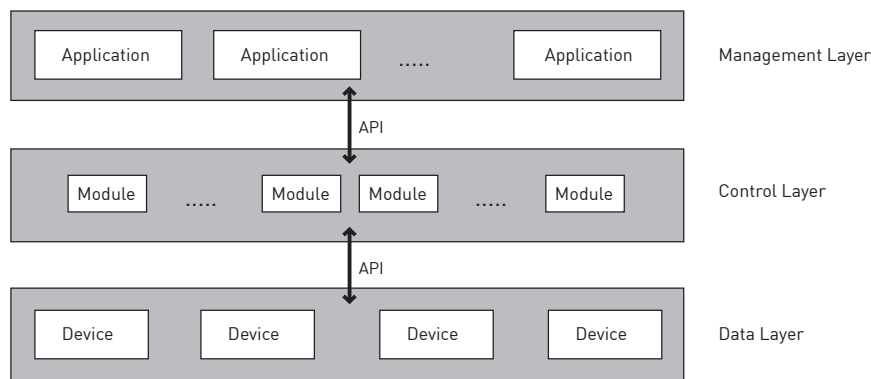 Application Application ..... Application Management Layer
API
Module ..... Module Module ..... Module Control Layer
API
Device Device Device Device Data Layer